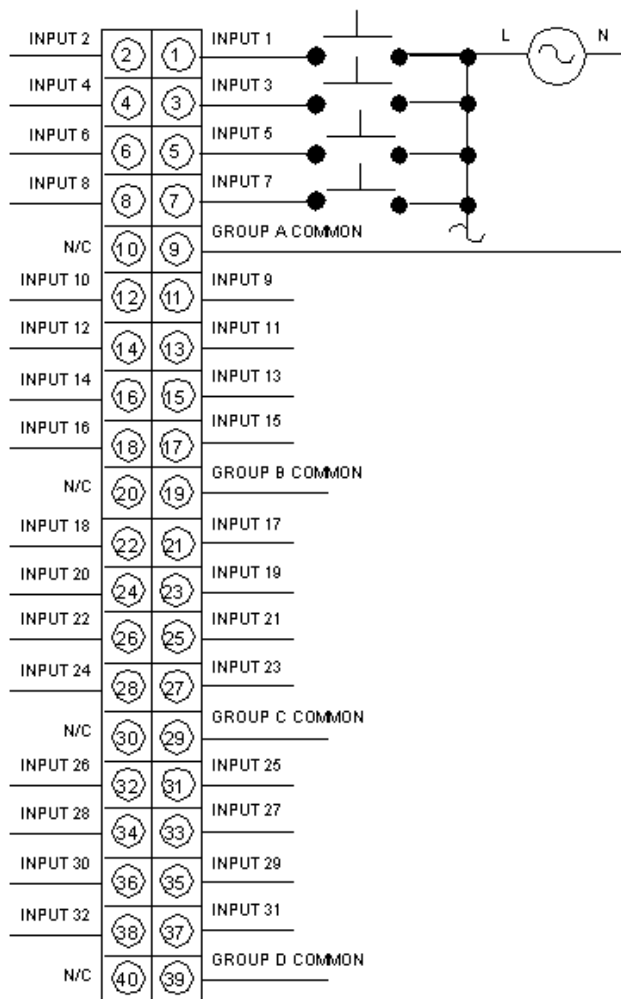 INPUT 2 2 1 INPUT 1 L N
INPUT 4 4 3 INPUT 3
INPUT 6 6 5 INPUT 5
INPUT 8 8 7 INPUT 7
N/C 10 9 GROUP A COMMON
INPUT 10 12 11 INPUT 9
INPUT 12 14 13 INPUT 11
INPUT 14 16 15 INPUT 13
INPUT 16 18 17 INPUT 15
N/C 20 19 GROUP B COMMON
INPUT 18 22 21 INPUT 17
INPUT 20 24 23 INPUT 19
INPUT 22 26 25 INPUT 21
INPUT 24 28 27 INPUT 23
N/C 30 29 GROUP C COMMON
INPUT 26 32 31 INPUT 25
INPUT 28 34 33 INPUT 27
INPUT 30 36 35 INPUT 29
INPUT 32 38 37 INPUT 31
N/C 40 39 GROUP D COMMON